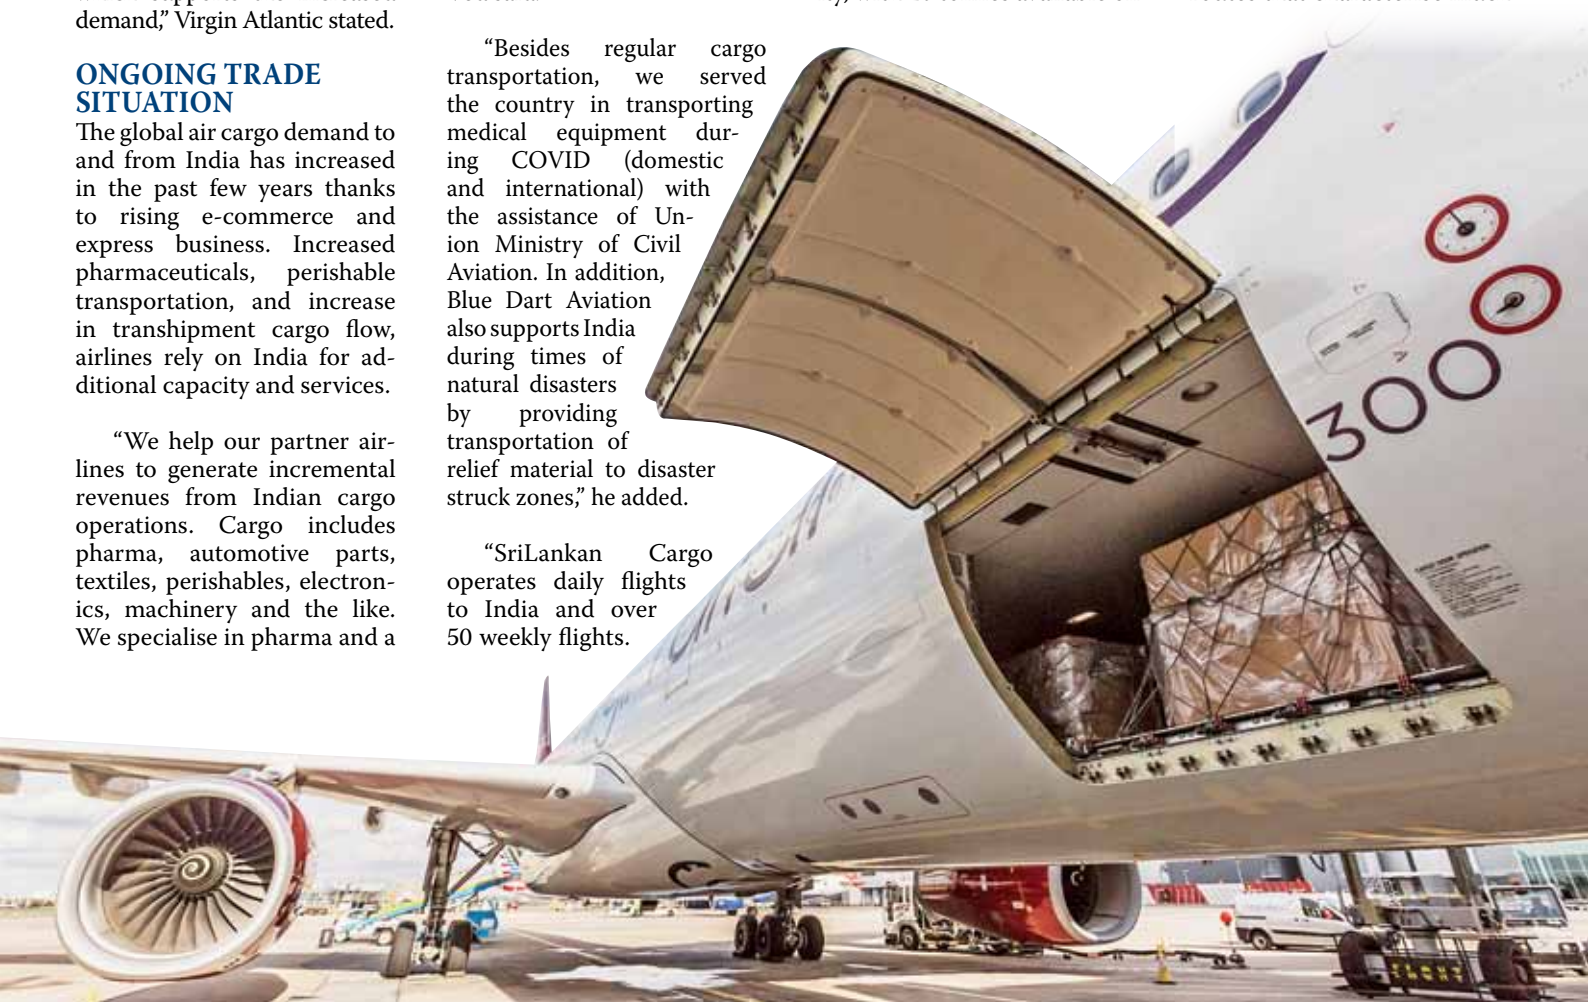 demand,” Virgin Atlantic stated.
ONGOING TRADE
SITUATION
The global air cargo demand to
and from India has increased
in the past few years thanks
to rising e-commerce and
express business. Increased
pharmaceuticals, perishable
transportation, and increase
in transhipment cargo flow,
airlines rely on India for ad-
ditional capacity and services.
“We help our partner air-
lines to generate incremental
revenues from Indian cargo
operations. Cargo includes
pharma, automotive parts,
textiles, perishables, electron-
ics, machinery and the like.
We specialise in pharma and a
“Besides regular cargo
transportation, we served
the country in transporting
medical equipment dur-
ing COVID (domestic
and international) with
the assistance of Un-
ion Ministry of Civil
Aviation. In addition,
Blue Dart Aviation
also supports India
during times of
natural disasters
by providing
transportation of
relief material to disaster
struck zones,” he added.
“SriLankan Cargo
operates daily flights
to India and over
50 weekly flights.
300